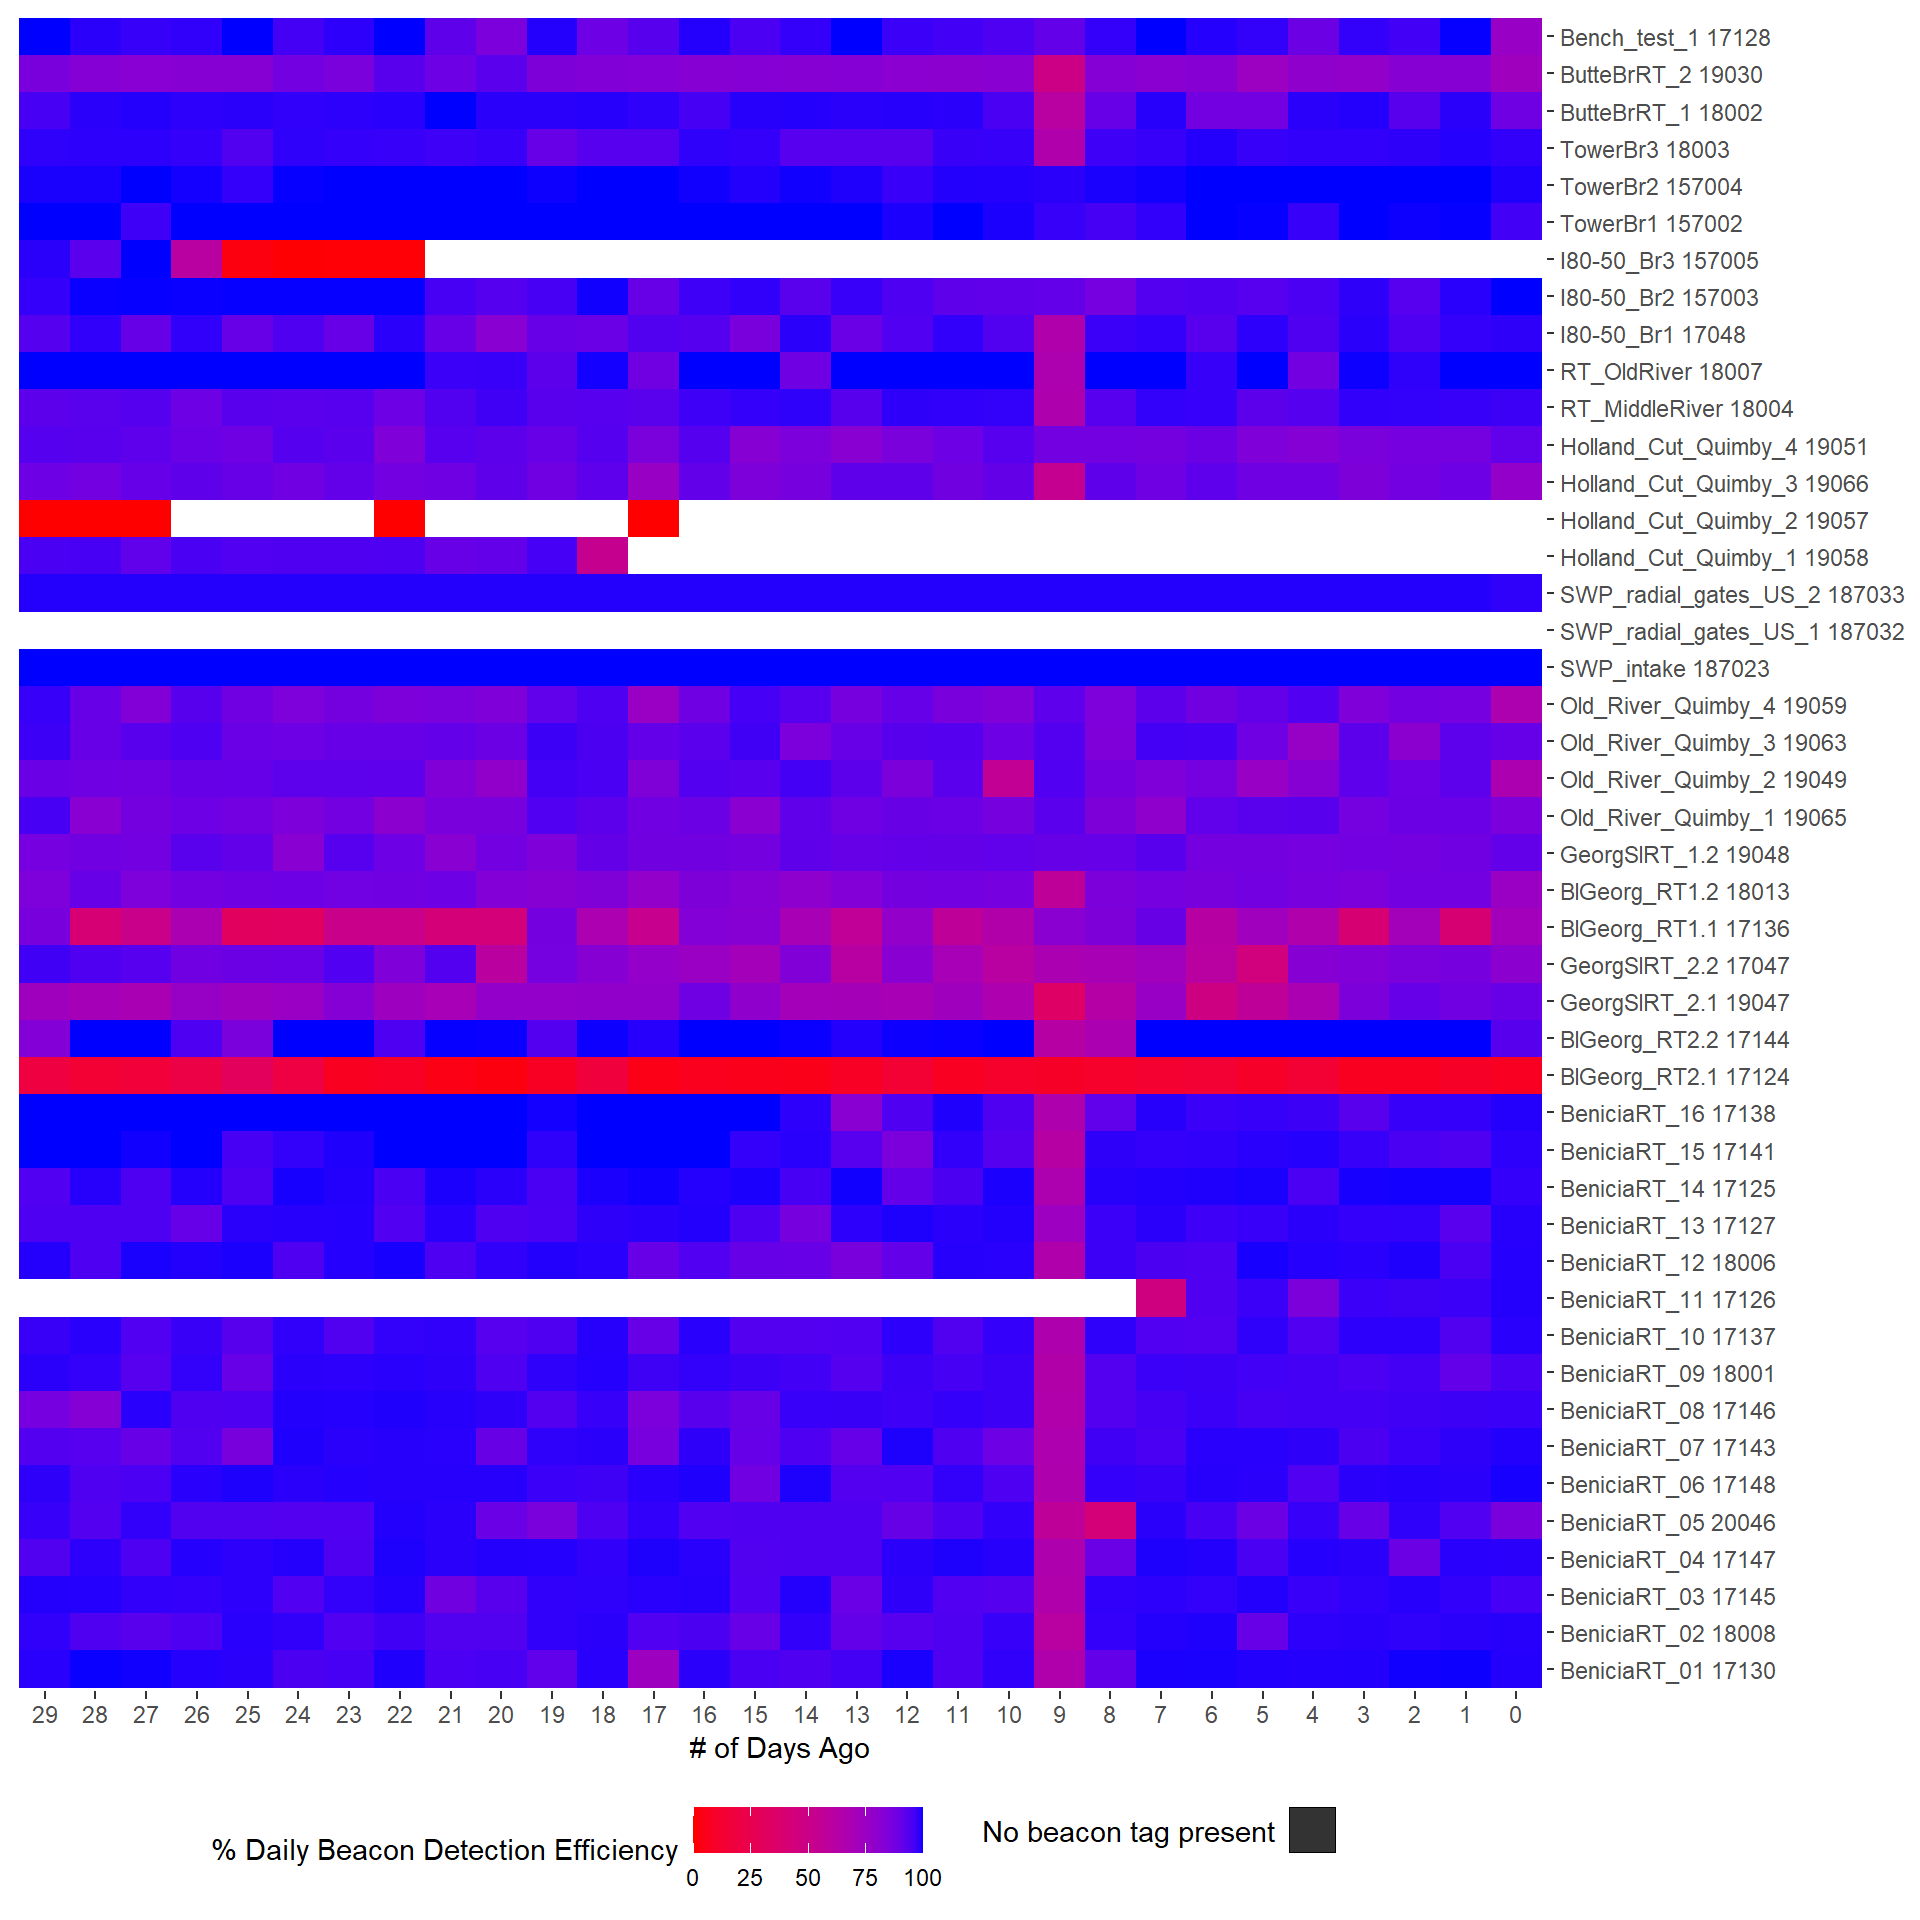 Bench_test_1 17128
ButteBrRT_2 19030
ButteBrRT_1 18002
TowerBr3 18003
TowerBr2 157004
TowerBr1 157002
I80-50_Br3 157005
I80-50_Br2 157003
I80-50_Br1 17048
RT_OldRiver 18007
RT_MiddleRiver 18004
Holland_Cut_Quimby_4 19051
Holland_Cut_Quimby_3 19066
Holland_Cut_Quimby_2 19057
Holland_Cut_Quimby_1 19058
SWP_radial_gates_US_2 187033
SWP_radial_gates_US_1 187032
SWP_intake 187023
Old_River_Quimby_4 19059
Old_River_Quimby_3 19063
Old_River_Quimby_2 19049
Old_River_Quimby_1 19065
GeorgSlRT_1.2 19048
BlGeorg_RT1.2 18013
BlGeorg_RT1.1 17136
GeorgSlRT_2.2 17047
GeorgSlRT_2.1 19047
BlGeorg_RT2.2 17144
BlGeorg_RT2.1 17124
BeniciaRT_16 17138
BeniciaRT_15 17141
BeniciaRT_14 17125
BeniciaRT_13 17127
BeniciaRT_12 18006
BeniciaRT_11 17126
BeniciaRT_10 17137
BeniciaRT_09 18001
BeniciaRT_08 17146
BeniciaRT_07 17143
BeniciaRT_06 17148
BeniciaRT_05 20046
BeniciaRT_04 17147
BeniciaRT_03 17145
BeniciaRT_02 18008
BeniciaRT_01 17130
29 28 27 26 25 24 23 22 21 20 19 18 17 16 15 14 13 12 11 10 9 8 7 6 5 4 3 2 1 0
# of Days Ago
% Daily Beacon Detection Efficiency
0 25 50 75 100
No beacon tag present